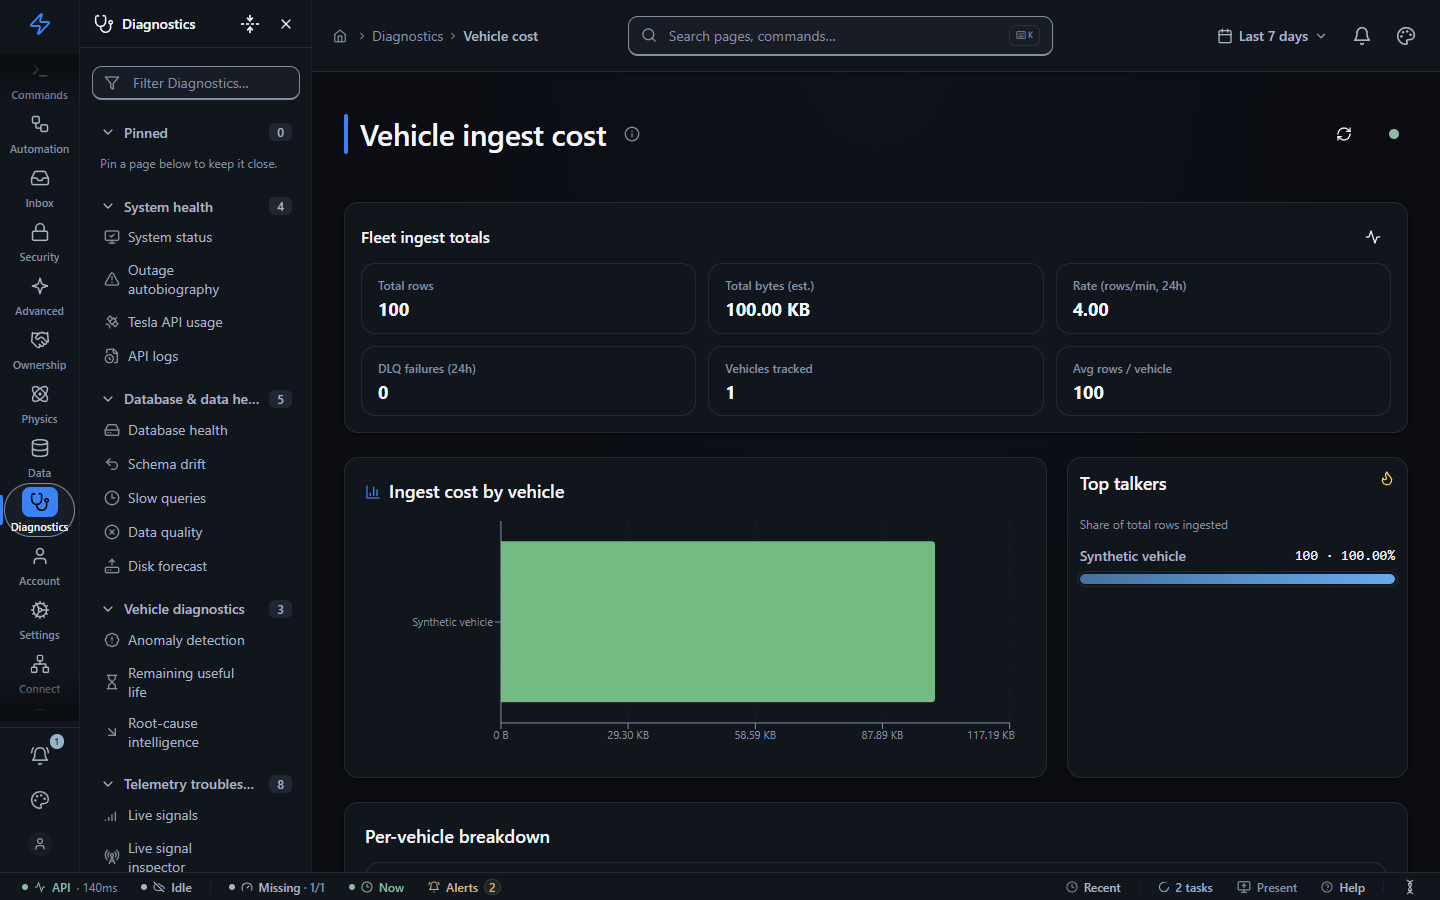 Commands
Automation
Inbox
Security
Advanced
Ownership
Physics
Data
Diagnostics
Account
Settings
Connect
1
Diagnostics
Filter Diagnostics...
Pinned 0
Pin a page below to keep it close.
System health 4
System status
Outage
autobiography
Tesla API usage
API logs
Database & data he... 5
Database health
Schema drift
Slow queries
Data quality
Disk forecast
Vehicle diagnostics 3
Anomaly detection
Remaining useful
life
Root-cause
intelligence
Telemetry troubles... 8
Live signals
Live signal
inspector
Diagnostics > Vehicle cost
Search pages, commands... K
Last 7 days
Vehicle ingest cost
Fleet ingest totals
Total rows
100
Total bytes (est.)
100.00 KB
Rate (rows/min, 24h)
4.00
DLQ failures (24h)
0
Vehicles tracked
1
Avg rows / vehicle
100
Ingest cost by vehicle
Synthetic vehicle
0 B 29.30 KB 58.59 KB 87.89 KB 117.19 KB
Top talkers
Share of total rows ingested
Synthetic vehicle 100 · 100.00%
Per-vehicle breakdown
API · 140ms Idle Missing · 1/1 Now Alerts 2 Recent 2 tasks Present Help